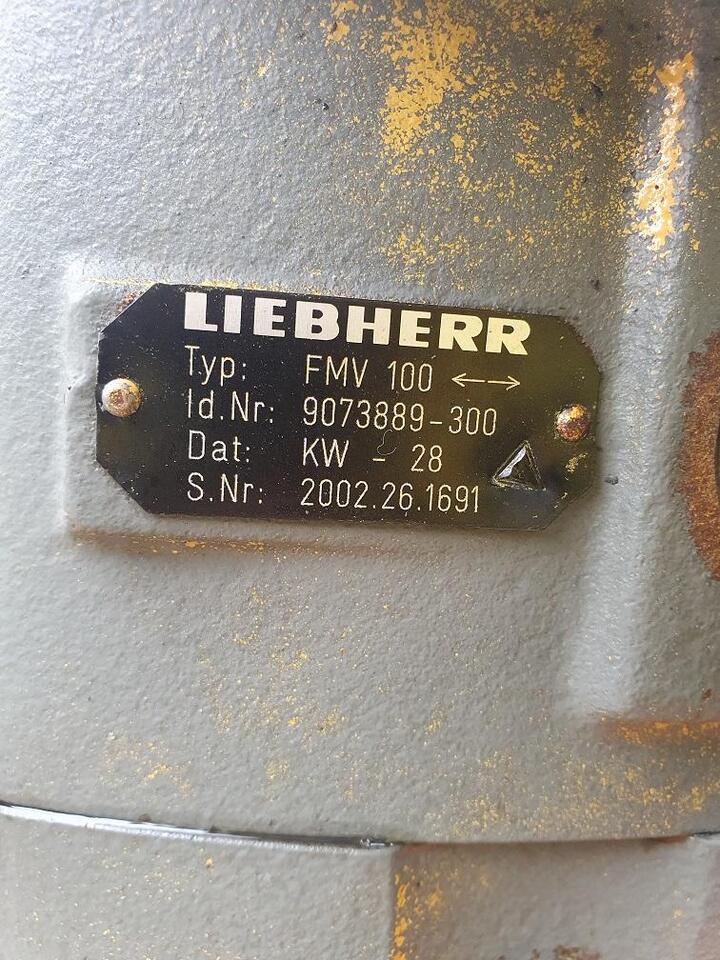 LIEBHERR
Typ: FMV 100 ←→
Id.Nr: 9073889-300
Dat: KW - 28
S.Nr: 2002.26.1691